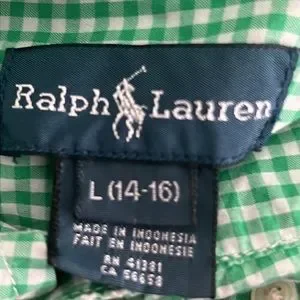 Ralph Lauren
L (14-16)
MADE IN INDONESIA
FAIT EN INDONESIE
RN 41381
CA 56658